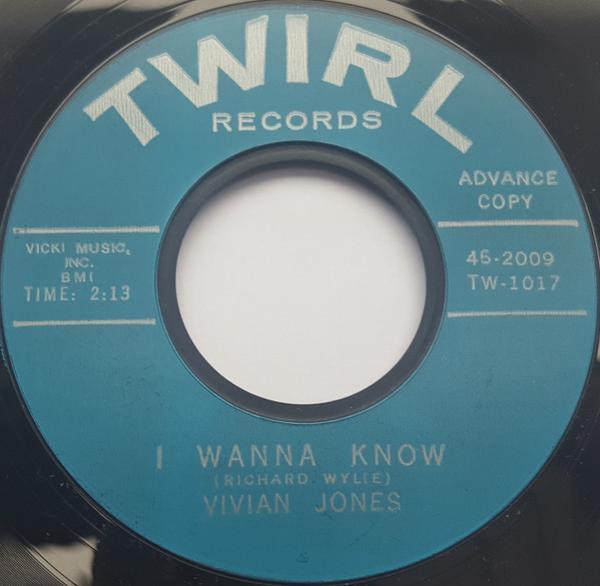 TWIRL
RECORDS
ADVANCE
COPY
VICKI MUSIC,
INC.
BMI
TIME: 2:13
45-2009
TW-1017
I WANNA KNOW
(RICHARD WYLIE)
VIVIAN JONES